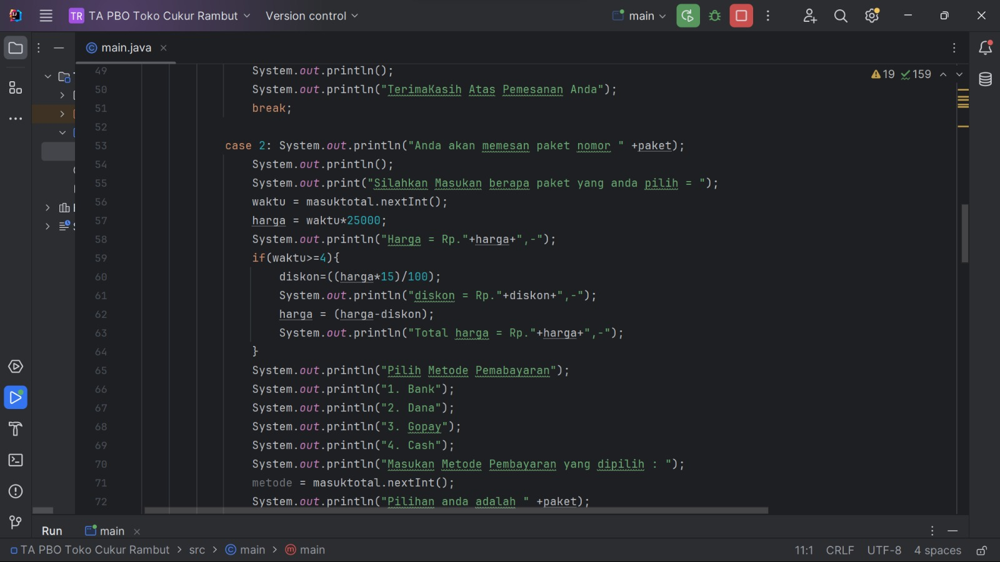 TR TA PBO Toko Cukur Rambut Version control main
main.java
19 159
49 System.out.println();
50 System.out.println("TerimaKasih Atas Pemesanan Anda");
51 break;
52
53 case 2: System.out.println("Anda akan memesan paket nomor " +paket);
54 System.out.println();
55 System.out.print("Silahkan Masukan berapa paket yang anda pilih = ");
56 waktu = masuktotal.nextInt();
57 harga = waktu*25000;
58 System.out.println("Harga = Rp."+harga+",-");
59 if(waktu>=4){
60 diskon=((harga*15)/100);
61 System.out.println("diskon = Rp."+diskon+",-");
62 harga = (harga-diskon);
63 System.out.println("Total harga = Rp."+harga+",-");
64 }
65 System.out.println("Pilih Metode Pemabayaran");
66 System.out.println("1. Bank");
67 System.out.println("2. Dana");
68 System.out.println("3. Gopay");
69 System.out.println("4. Cash");
70 System.out.println("Masukan Metode Pembayaran yang dipilih : ");
71 metode = masuktotal.nextInt();
72 System.out.println("Pilihan anda adalah " +paket);
Run main
TA PBO Toko Cukur Rambut > src > main > main 11:1 CRLF UTF-8 4 spaces